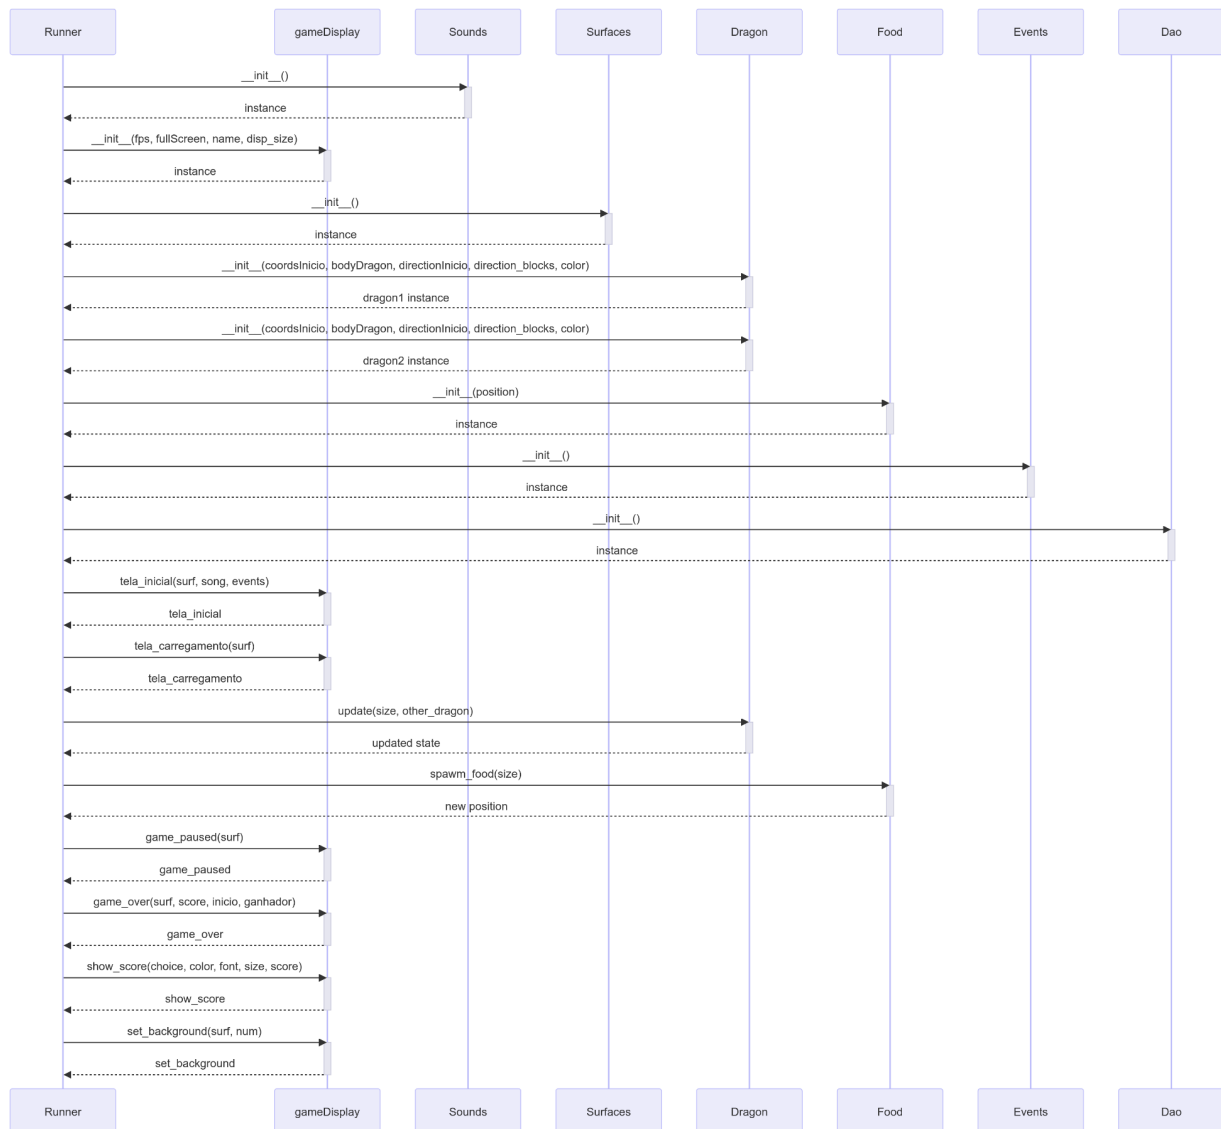 Runner
gameDisplay
Sounds
Surfaces
Dragon
Food
Events
Dao
__init__()
instance
__init__(fps, fullScreen, name, disp_size)
instance
__init__()
instance
__init__(coordsInicio, bodyDragon, directionInicio, direction_blocks, color)
dragon1 instance
__init__(coordsInicio, bodyDragon, directionInicio, direction_blocks, color)
dragon2 instance
__init__(position)
instance
__init__()
instance
__init__()
instance
tela_inicial(surf, song, events)
tela_inicial
tela_carregamento(surf)
tela_carregamento
update(size, other_dragon)
updated state
spawm_food(size)
new position
game_paused(surf)
game_paused
game_over(surf, score, inicio, ganhador)
game_over
show_score(choice, color, font, size, score)
show_score
set_background(surf, num)
set_background
Runner
gameDisplay
Sounds
Surfaces
Dragon
Food
Events
Dao